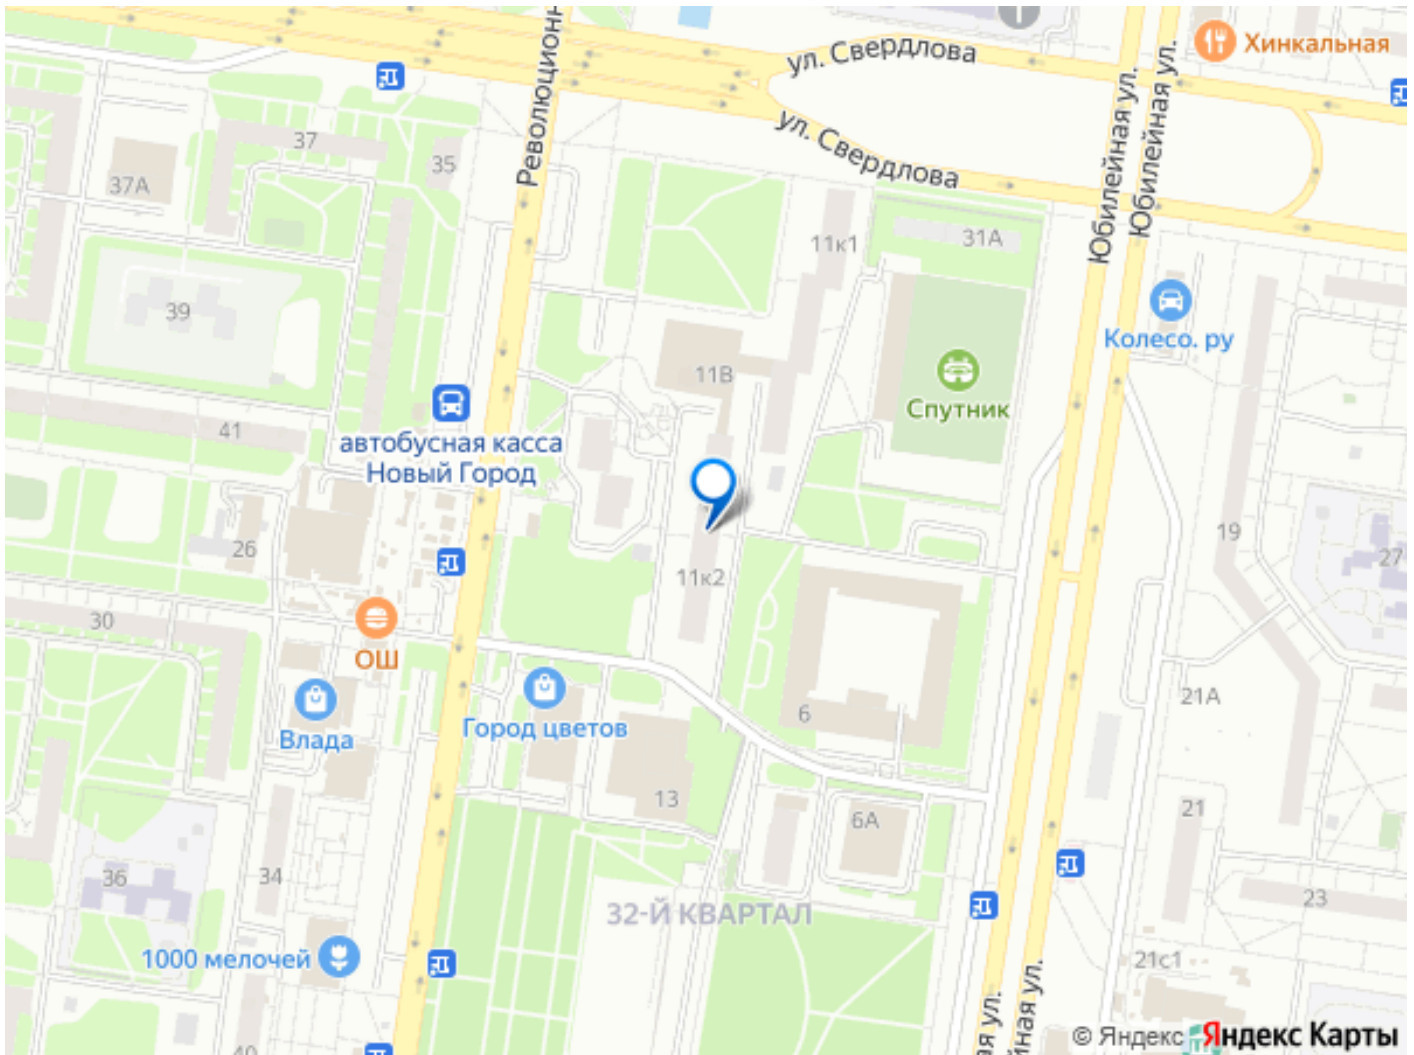 ул. Свердлова
Хинкальная
Революционн
Юбилейная ул.
Юбилейная ул.
37
35
37А
ул. Свердлова
11к1
31А
39
Колесо. ру
11В
Спутник
41
автобусная касса
Новый Город
19
26
27
11к2
30
ОШ
21А
Влада
Город цветов
6
13
6А
21
36
34
23
32-Й КВАРТАЛ
1000 мелочей
21с1
ая ул.
йная ул.
40
© Яндекс Яндекс Карты